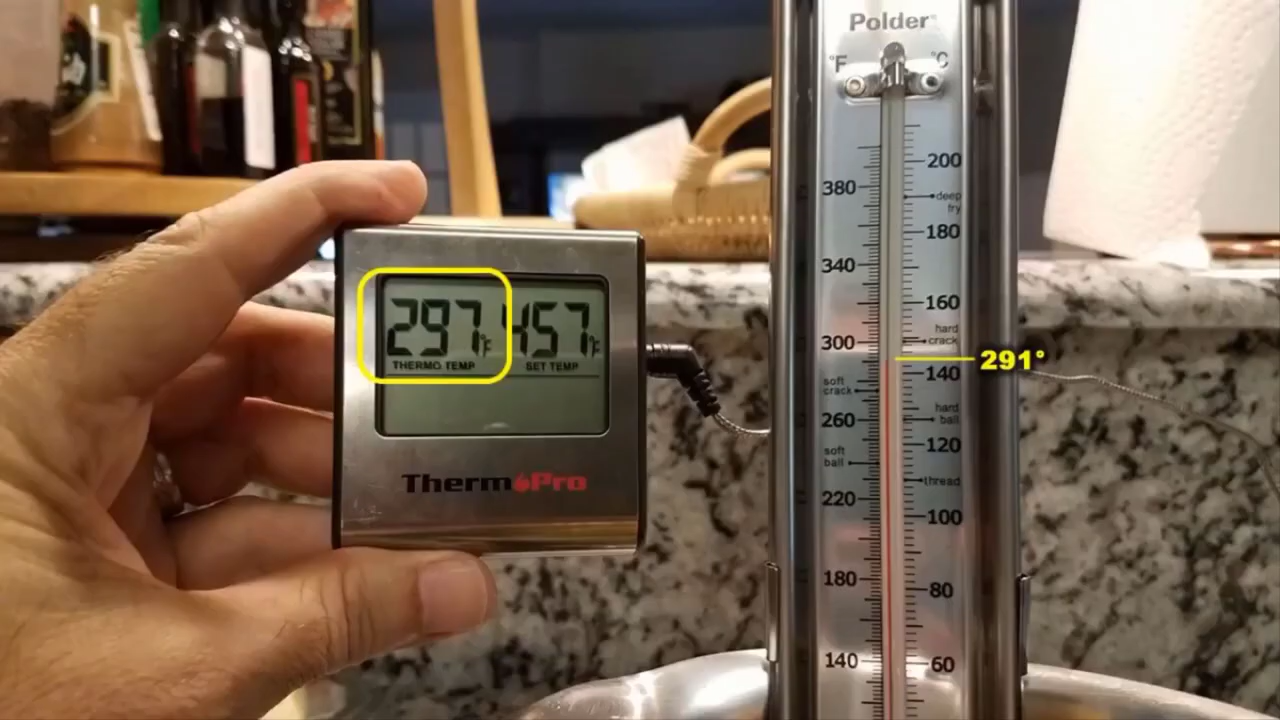 297°F 457°F
THERMO TEMP SET TEMP
ThermoPro
Polder
°F °C
200
380
deep
fry
180
340
160
hard
crack
300
291°
140
soft
crack
hard
ball
260
120
soft
ball
thread
220
100
180
80
140
60